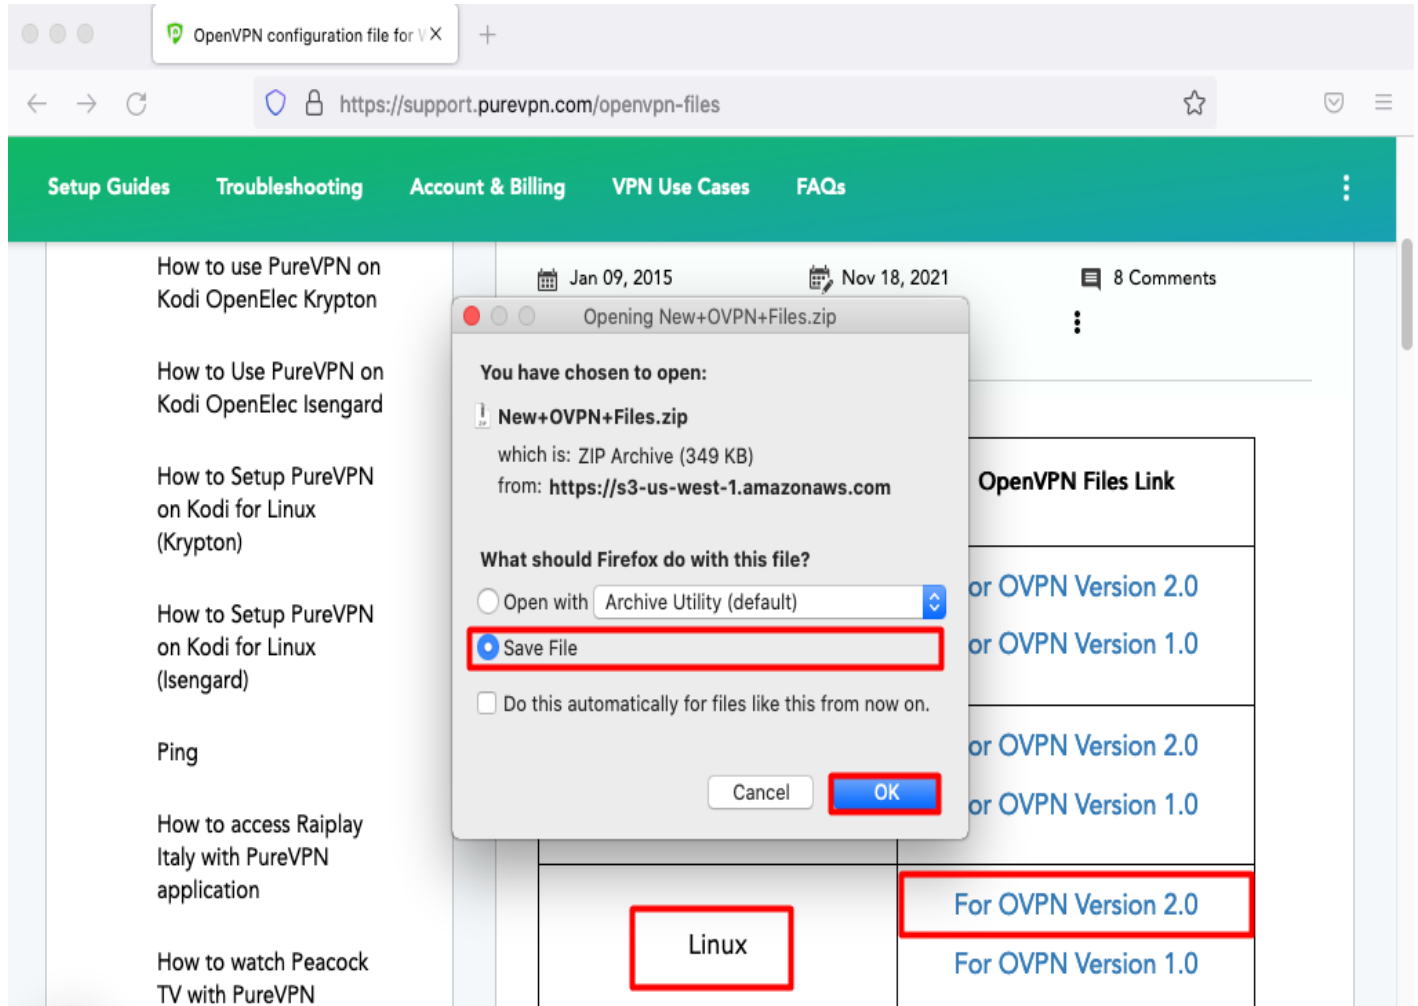 OpenVPN configuration file for
https://support.purevpn.com/openvpn-files
Setup Guides
Troubleshooting
Account & Billing
VPN Use Cases
FAQs
How to use PureVPN on
Kodi OpenElec Krypton
How to Use PureVPN on
Kodi OpenElec Isengard
How to Setup PureVPN
on Kodi for Linux
(Krypton)
How to Setup PureVPN
on Kodi for Linux
(Isengard)
Ping
How to access Raiplay
Italy with PureVPN
application
How to watch Peacock
TV with PureVPN
Jan 09, 2015
Nov 18, 2021
8 Comments
Opening New+OVPN+Files.zip
You have chosen to open:
New+OVPN+Files.zip
which is: ZIP Archive (349 KB)
from: https://s3-us-west-1.amazonaws.com
What should Firefox do with this file?
Open with Archive Utility (default)
Save File
Do this automatically for files like this from now on.
Cancel
OK
OpenVPN Files Link
or OVPN Version 2.0
or OVPN Version 1.0
or OVPN Version 2.0
or OVPN Version 1.0
Linux
For OVPN Version 2.0
For OVPN Version 1.0